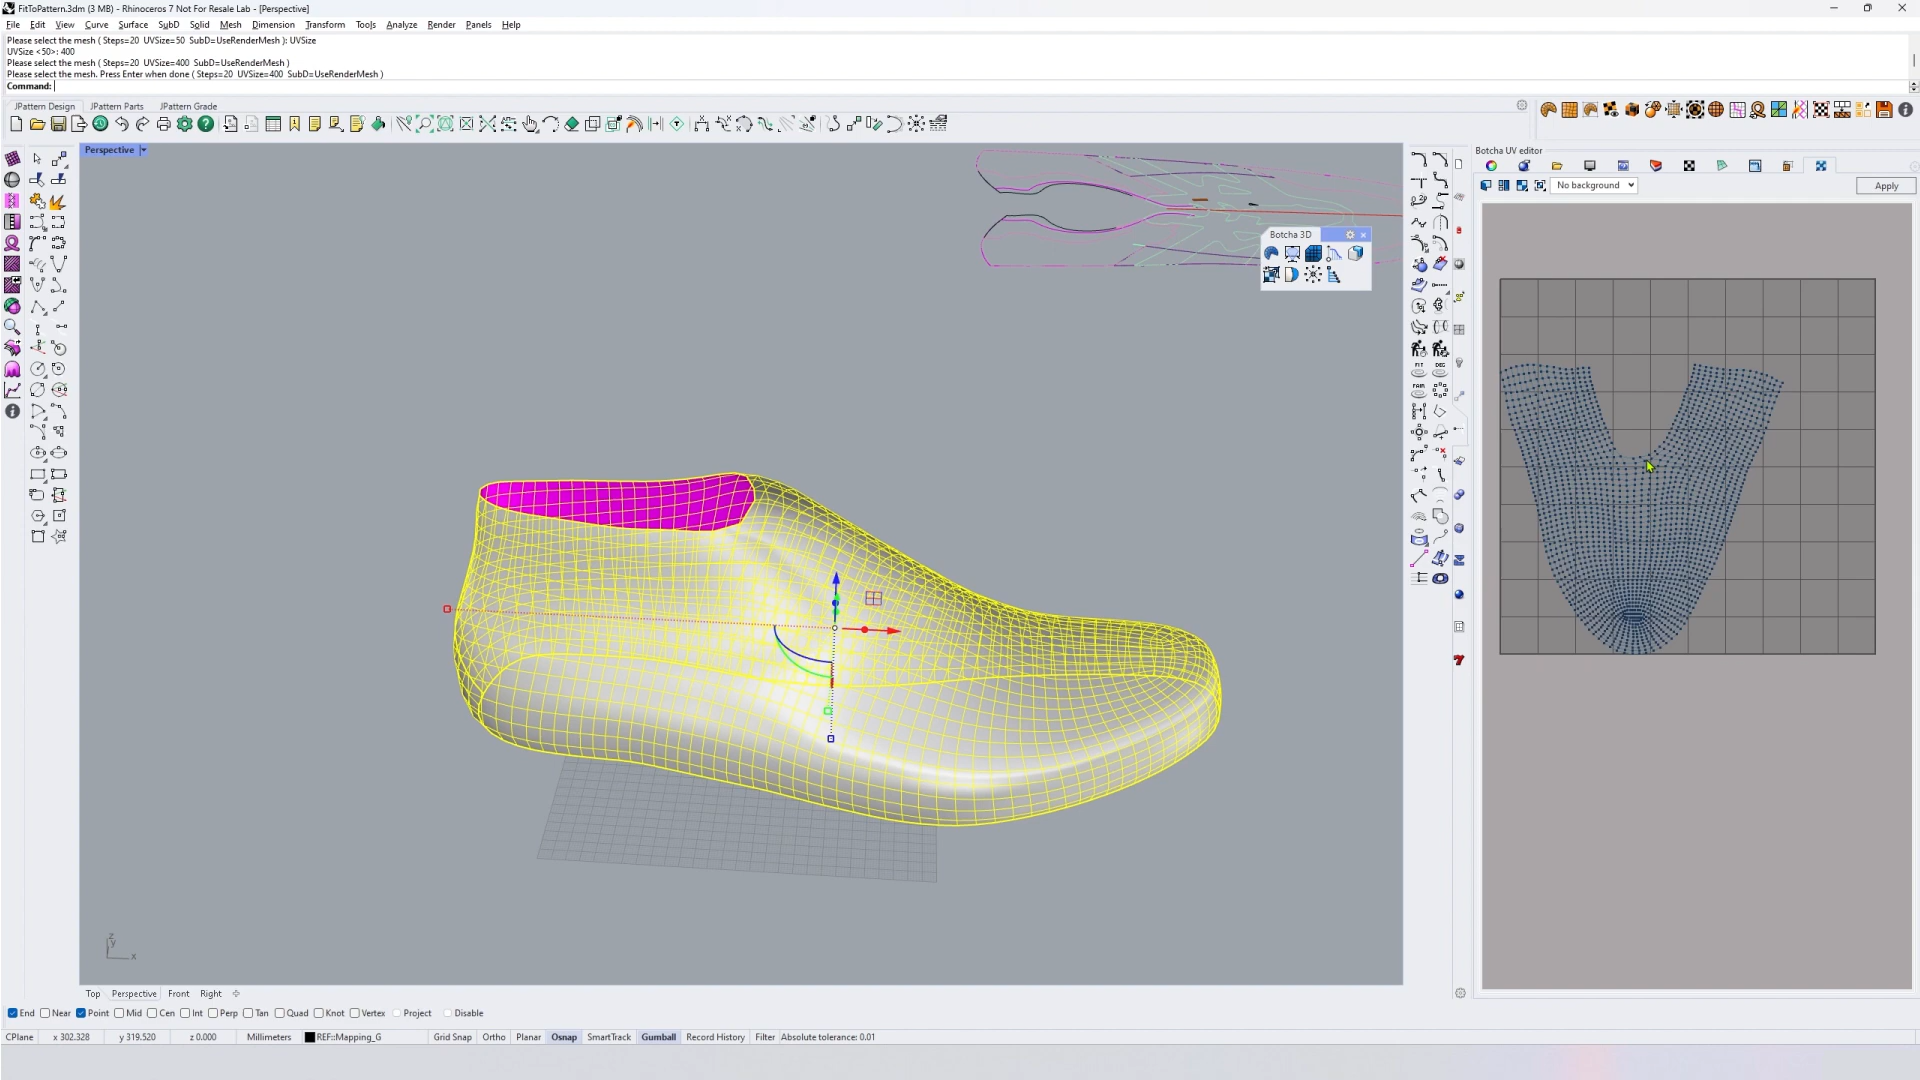 FitToPattern.3dm (3 MB) - Rhinoceros 7 Not For Resale Lab - [Perspective]
File Edit View Curve Surface SubD Solid Mesh Dimension Transform Tools Analyze Render Panels Help
Please select the mesh ( Steps=20 UVSize=50 SubD=UseRenderMesh ): UVSize
UVSize <50>: 400
Please select the mesh ( Steps=20 UVSize=400 SubD=UseRenderMesh )
Please select the mesh. Press Enter when done ( Steps=20 UVSize=400 SubD=UseRenderMesh )
Command:
JPattern Design JPattern Parts JPattern Grade
Perspective
Botcha UV editor
No background
Apply
Botcha 3D
FIT
DEG
FAIR
z
y
x
Top Perspective Front Right
End Near Point Mid Cen Int Perp Tan Quad Knot Vertex Project Disable
CPlane x 302.328 y 319.520 z 0.000 Millimeters REF::Mapping_G Grid Snap Ortho Planar Osnap SmartTrack Gumball Record History Filter Absolute tolerance: 0.01